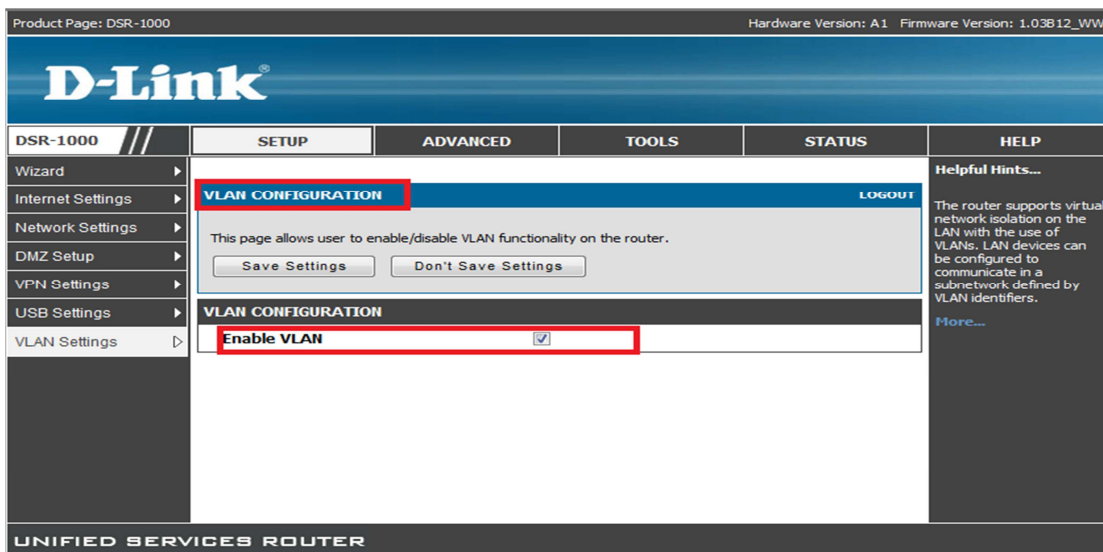 Product Page: DSR-1000
Hardware Version: A1 Firmware Version: 1.03B12_WW
D-Link®
DSR-1000
SETUP
ADVANCED
TOOLS
STATUS
HELP
Wizard
Internet Settings
Network Settings
DMZ Setup
VPN Settings
USB Settings
VLAN Settings
VLAN CONFIGURATION
LOGOUT
This page allows user to enable/disable VLAN functionality on the router.
Save Settings
Don't Save Settings
VLAN CONFIGURATION
Enable VLAN
Helpful Hints...
The router supports virtual
network isolation on the
LAN with the use of
VLANs. LAN devices can
be configured to
communicate in a
subnetwork defined by
VLAN identifiers.
More...
UNIFIED SERVICES ROUTER